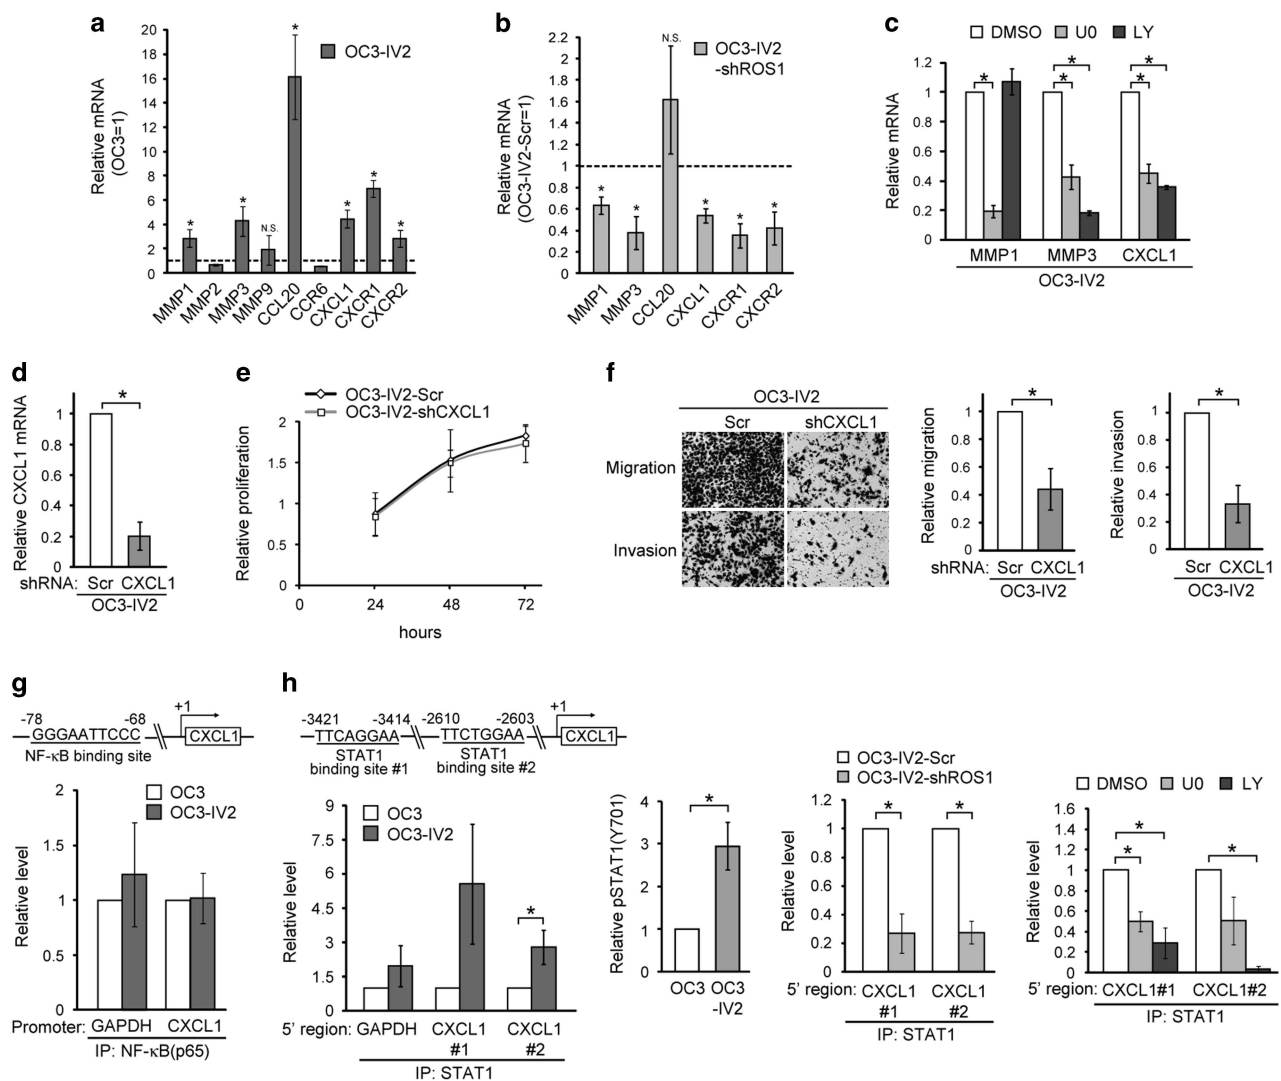 a
20
18
16
14
12
10
8
6
4
2
0
Relative mRNA
(OC3=1)
OC3-IV2
*
*
N.S.
*
*
*
*
MMP1
MMP2
MMP3
MMP9
CCL20
CCR6
CXCL1
CXCR1
CXCR2
b
2.2
2
1.8
1.6
1.4
1.2
1
0.8
0.6
0.4
0.2
0
Relative mRNA
(OC3-IV2-Scr=1)
OC3-IV2
-shROS1
*
*
N.S.
*
*
*
MMP1
MMP3
CCL20
CXCL1
CXCR1
CXCR2
c
DMSO U0 LY
1.2
1
0.8
0.6
0.4
0.2
0
Relative mRNA
*
*
*
*
*
MMP1 MMP3 CXCL1
OC3-IV2
d
Relative CXCL1 mRNA
1
0.8
0.6
0.4
0.2
0
*
shRNA: Scr CXCL1
OC3-IV2
e
OC3-IV2-Scr
OC3-IV2-shCXCL1
Relative proliferation
2
1.5
1
0.5
0
0 24 48 72
hours
f
OC3-IV2
Scr shCXCL1
Migration
Invasion
Relative migration
1
0.8
0.6
0.4
0.2
0
*
shRNA: Scr CXCL1
OC3-IV2
Relative invasion
1
0.8
0.6
0.4
0.2
0
*
Scr CXCL1
OC3-IV2
g
-78 -68 +1
GGGAATTCCC CXCL1
NF-κB binding site
OC3
OC3-IV2
2
1.5
1
0.5
0
Relative level
Promoter: GAPDH CXCL1
IP: NF-κB(p65)
h
-3421 -3414 -2610 -2603 +1
TTCAGGAA TTCTGGAA CXCL1
STAT1 STAT1
binding site #1 binding site #2
OC3
OC3-IV2
9
7.5
6
4.5
3
1.5
0
Relative level
*
5' region: GAPDH CXCL1 CXCL1
#1 #2
IP: STAT1
Relative pSTAT1(Y701)
4
3
2
1
0
*
OC3 OC3
-IV2
OC3-IV2-Scr
OC3-IV2-shROS1
1.2
1
0.8
0.6
0.4
0.2
0
Relative level
*
*
5' region: CXCL1 CXCL1
#1 #2
IP: STAT1
DMSO U0 LY
1.6
1.4
1.2
1
0.8
0.6
0.4
0.2
0
Relative level
*
*
*
5' region: CXCL1#1 CXCL1#2
IP: STAT1